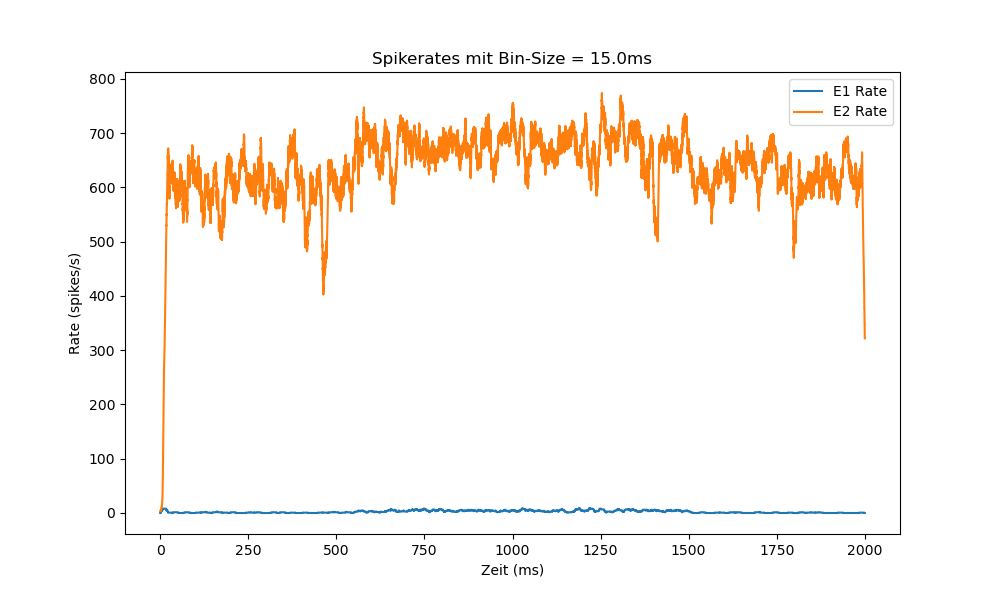 Spikerates mit Bin-Size = 15.0ms
E1 Rate
E2 Rate
Rate (spikes/s)
800
700
600
500
400
300
200
100
0
0 250 500 750 1000 1250 1500 1750 2000
Zeit (ms)